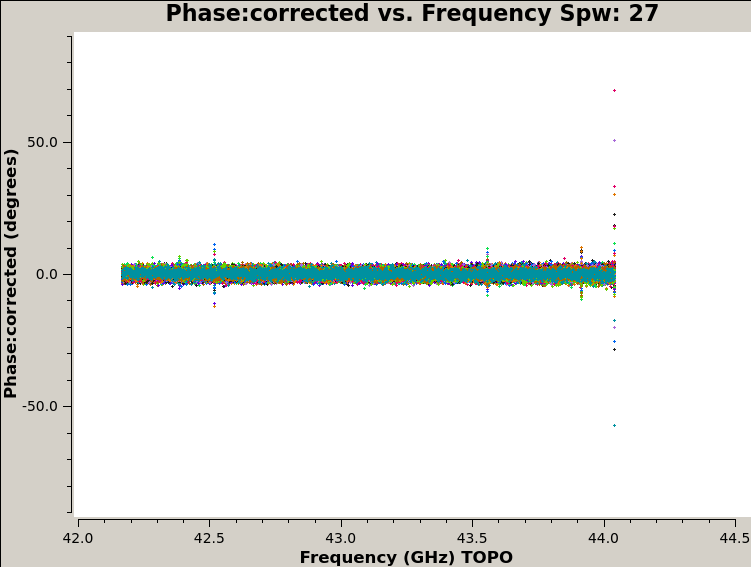 Phase:corrected vs. Frequency Spw: 27
Phase:corrected (degrees)
50.0
0.0
-50.0
42.0 42.5 43.0 43.5 44.0 44.5
Frequency (GHz) TOPO